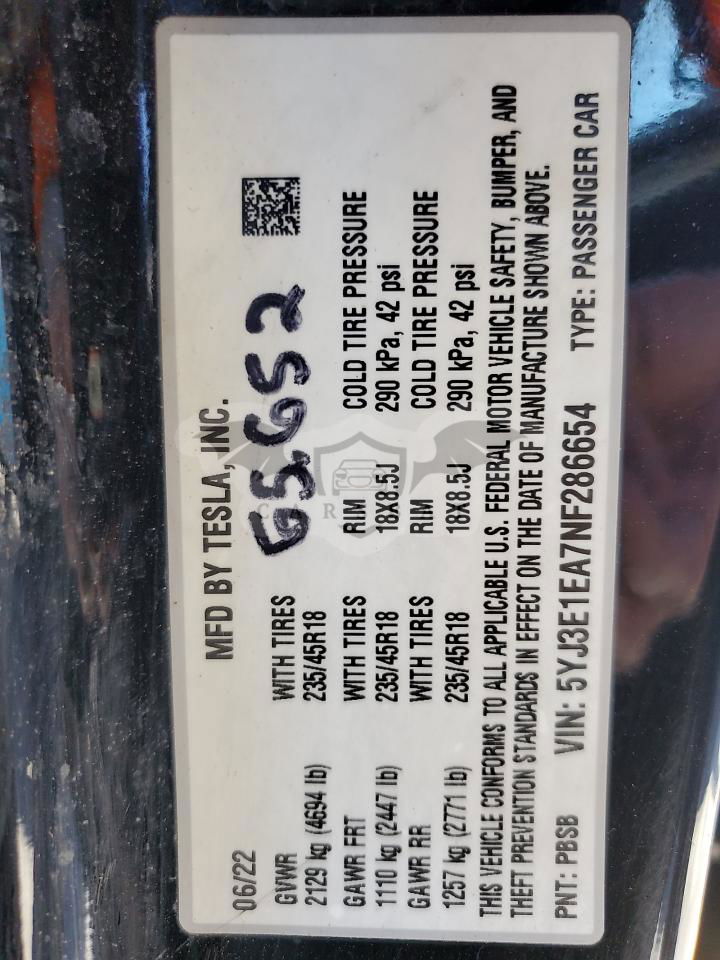 MFD BY TESLA, INC.
06/22
GVWR WITH TIRES
2129 kg (4694 lb) 235/45R18
GAWR FRT WITH TIRES RIM COLD TIRE PRESSURE
1110 kg (2447 lb) 235/45R18 18X8.5J 290 kPa, 42 psi
GAWR RR WITH TIRES RIM COLD TIRE PRESSURE
1257 kg (2771 lb) 235/45R18 18X8.5J 290 kPa, 42 psi
THIS VEHICLE CONFORMS TO ALL APPLICABLE U.S. FEDERAL MOTOR VEHICLE SAFETY, BUMPER, AND
THEFT PREVENTION STANDARDS IN EFFECT ON THE DATE OF MANUFACTURE SHOWN ABOVE.
PNT: PBSB VIN: 5YJ3E1EA7NF286654 TYPE: PASSENGER CAR